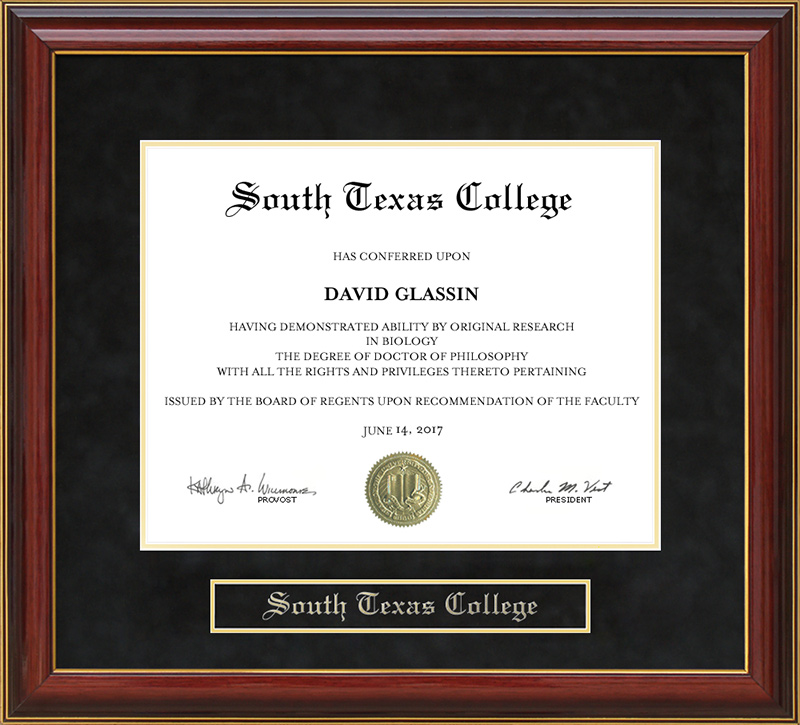 South Texas College
HAS CONFERRED UPON
DAVID GLASSIN
HAVING DEMONSTRATED ABILITY BY ORIGINAL RESEARCH
IN BIOLOGY
THE DEGREE OF DOCTOR OF PHILOSOPHY
WITH ALL THE RIGHTS AND PRIVILEGES THERETO PERTAINING
ISSUED BY THE BOARD OF REGENTS UPON RECOMMENDATION OF THE FACULTY
JUNE 14, 2017
PROVOST
Charles M. Vest
PRESIDENT
South Texas College